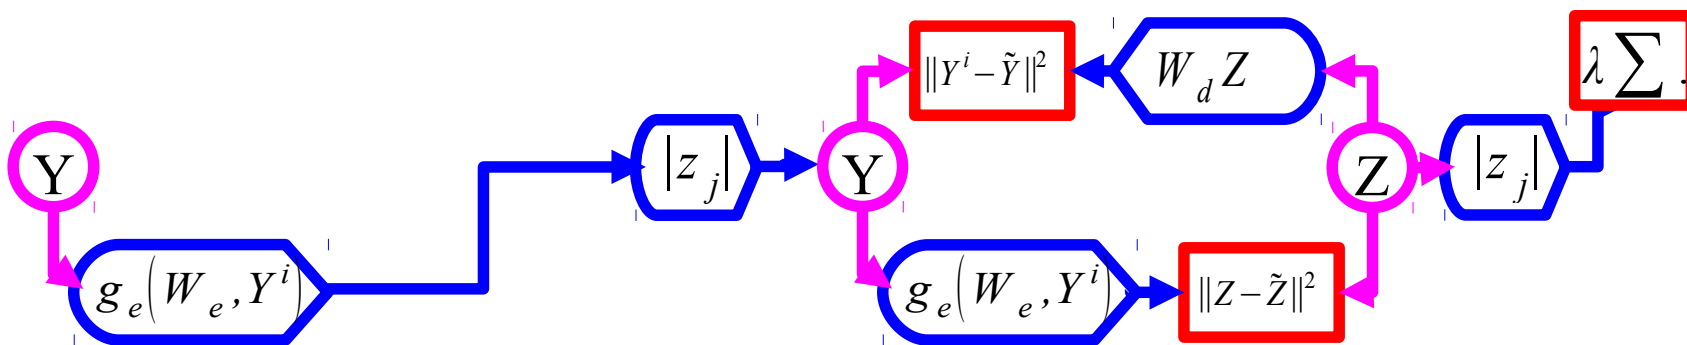 ‖Y^i − Ỹ‖²
W_d Z
λ ∑ .
Y
|z_j|
Y
Z
|z_j|
g_e(W_e, Y^i)
g_e(W_e, Y^i)
‖Z − Z̃‖²